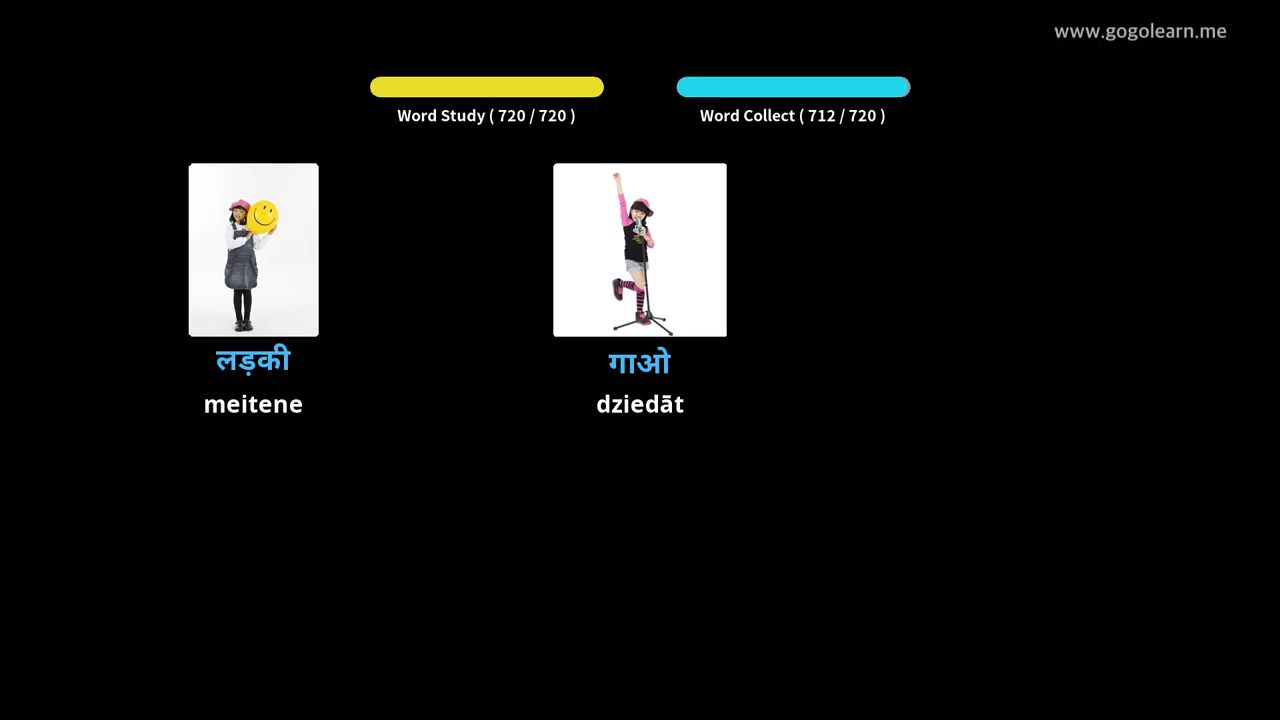 www.gogolearn.me
Word Study ( 720 / 720 )
Word Collect ( 712 / 720 )
लड़की
meitene
गाओ
dziedāt